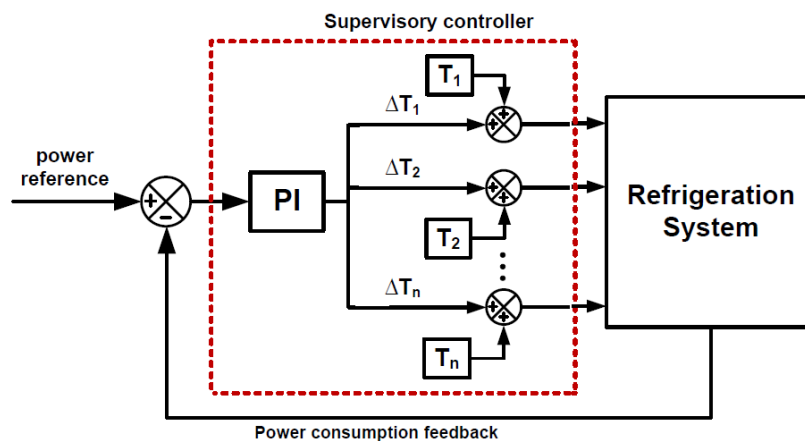 Supervisory controller
T₁
ΔT₁
power
reference
ΔT₂
PI
Refrigeration
System
T₂
ΔTₙ
Tₙ
Power consumption feedback